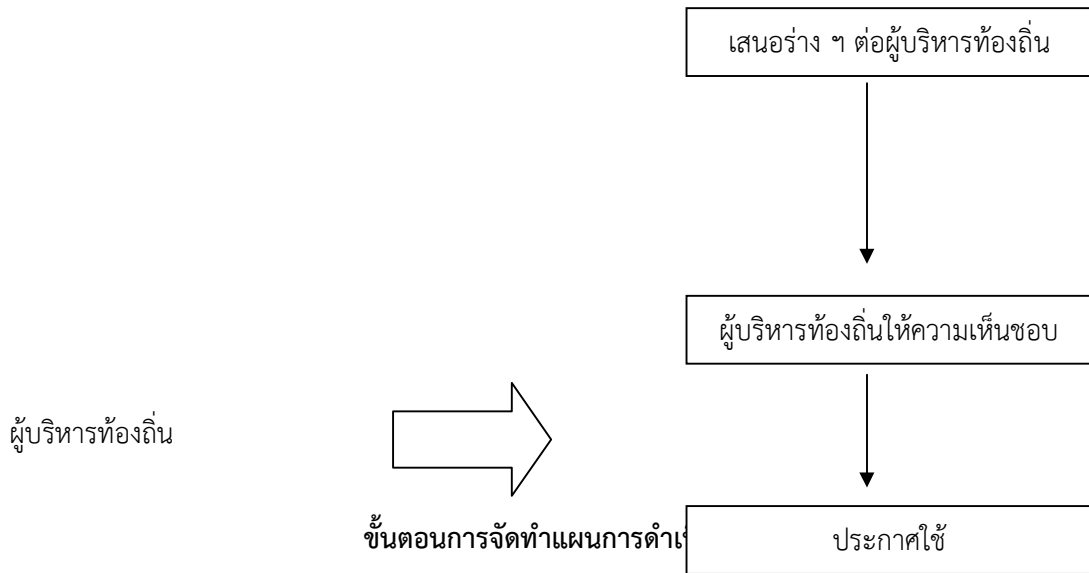 เสนอร่าง ฯ ต่อผู้บริหารท้องถิ่น
ผู้บริหารท้องถิ่นให้ความเห็นชอบ
ผู้บริหารท้องถิ่น
ขั้นตอนการจัดทำแผนการ
ประกาศใช้